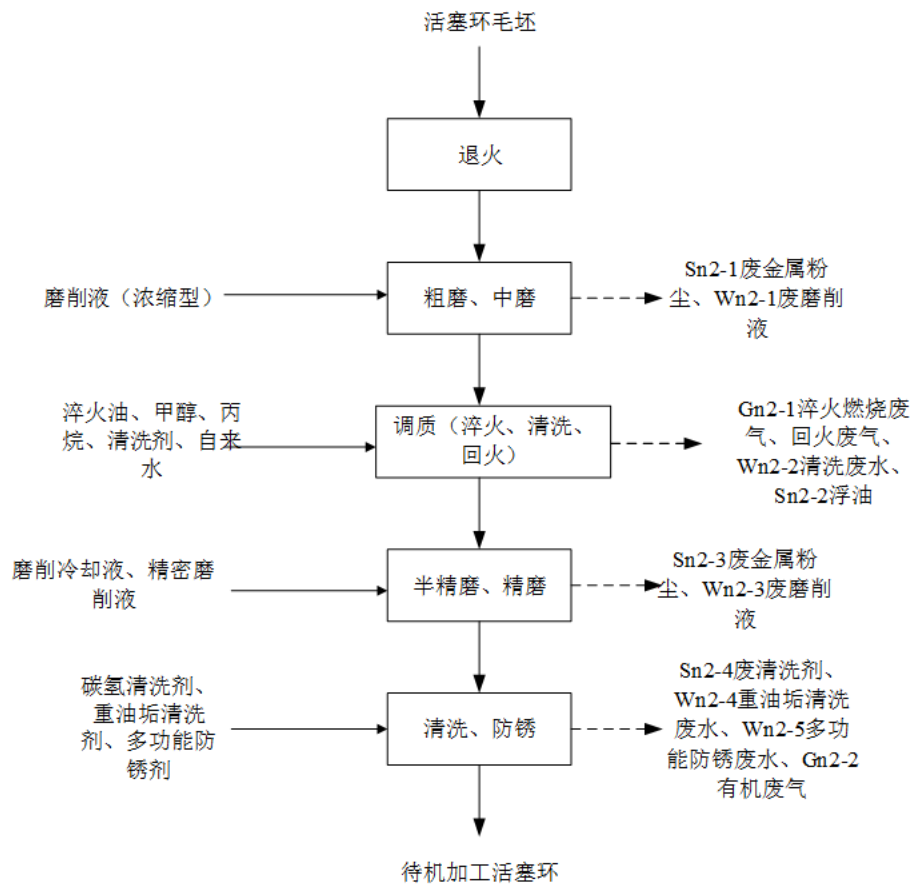 活塞环毛坯
退火
磨削液（浓缩型）
粗磨、中磨
Sn2-1废金属粉
尘、Wn2-1废磨削
液
淬火油、甲醇、丙
烷、清洗剂、自来
水
调质（淬火、清洗、
回火）
Gn2-1淬火燃烧废
气、回火废气、
Wn2-2清洗废水、
Sn2-2浮油
磨削冷却液、精密磨
削液
半精磨、精磨
Sn2-3废金属粉
尘、Wn2-3废磨削
液
碳氢清洗剂、
重油垢清洗
剂、多功能防
锈剂
清洗、防锈
Sn2-4废清洗剂、
Wn2-4重油垢清洗
废水、Wn2-5多功
能防锈废水、Gn2-2
有机废气
待机加工活塞环